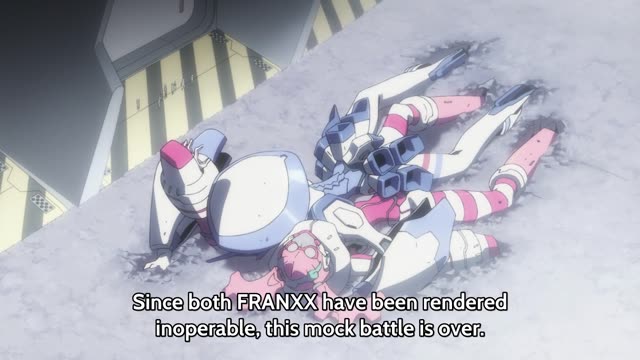 Since both FRANXX have been rendered
inoperable, this mock battle is over.